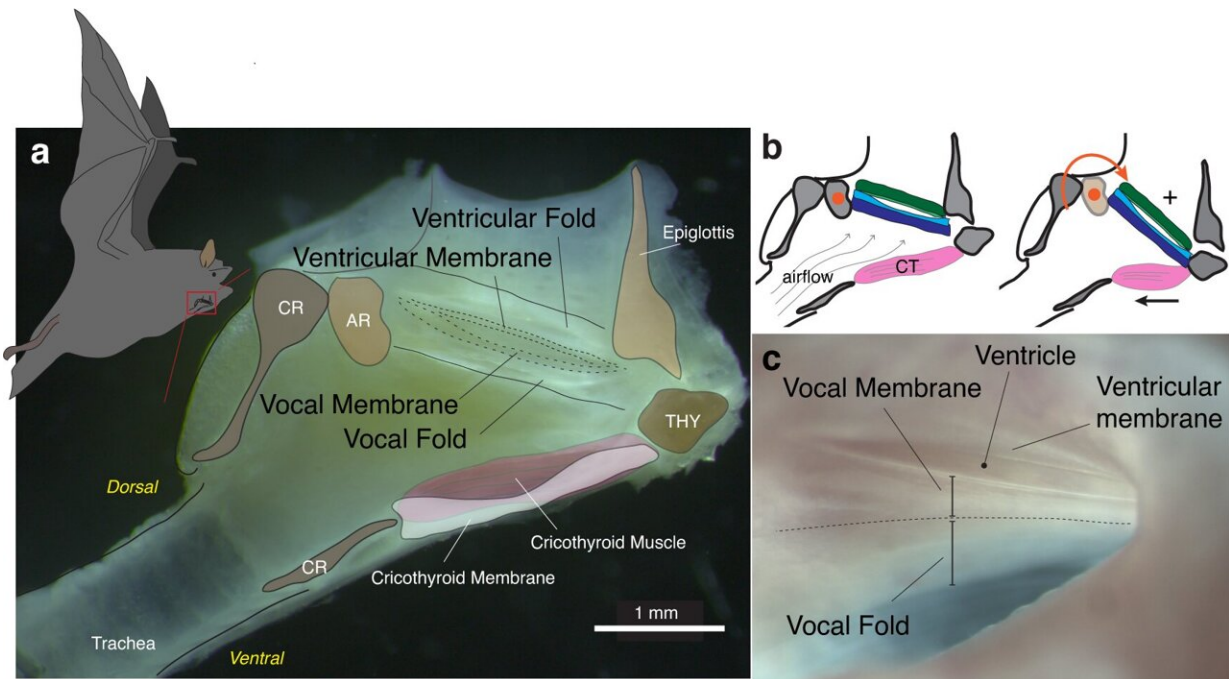 a
Ventricular Fold
Ventricular Membrane
Epiglottis
CR
AR
Vocal Membrane
Vocal Fold
THY
Dorsal
Cricothyroid Muscle
CR
Cricothyroid Membrane
1 mm
Trachea
Ventral
b
+
airflow
CT
c
Ventricle
Vocal Membrane
Ventricular
membrane
Vocal Fold